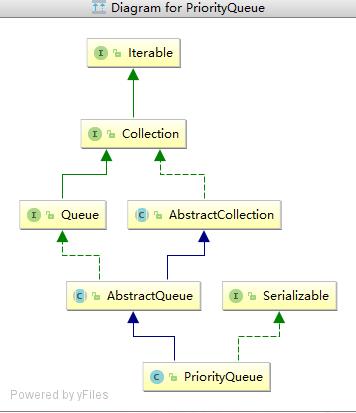 Diagram for PriorityQueue
I Iterable
I Collection
I Queue
C AbstractCollection
C AbstractQueue
I Serializable
C PriorityQueue
Powered by yFiles